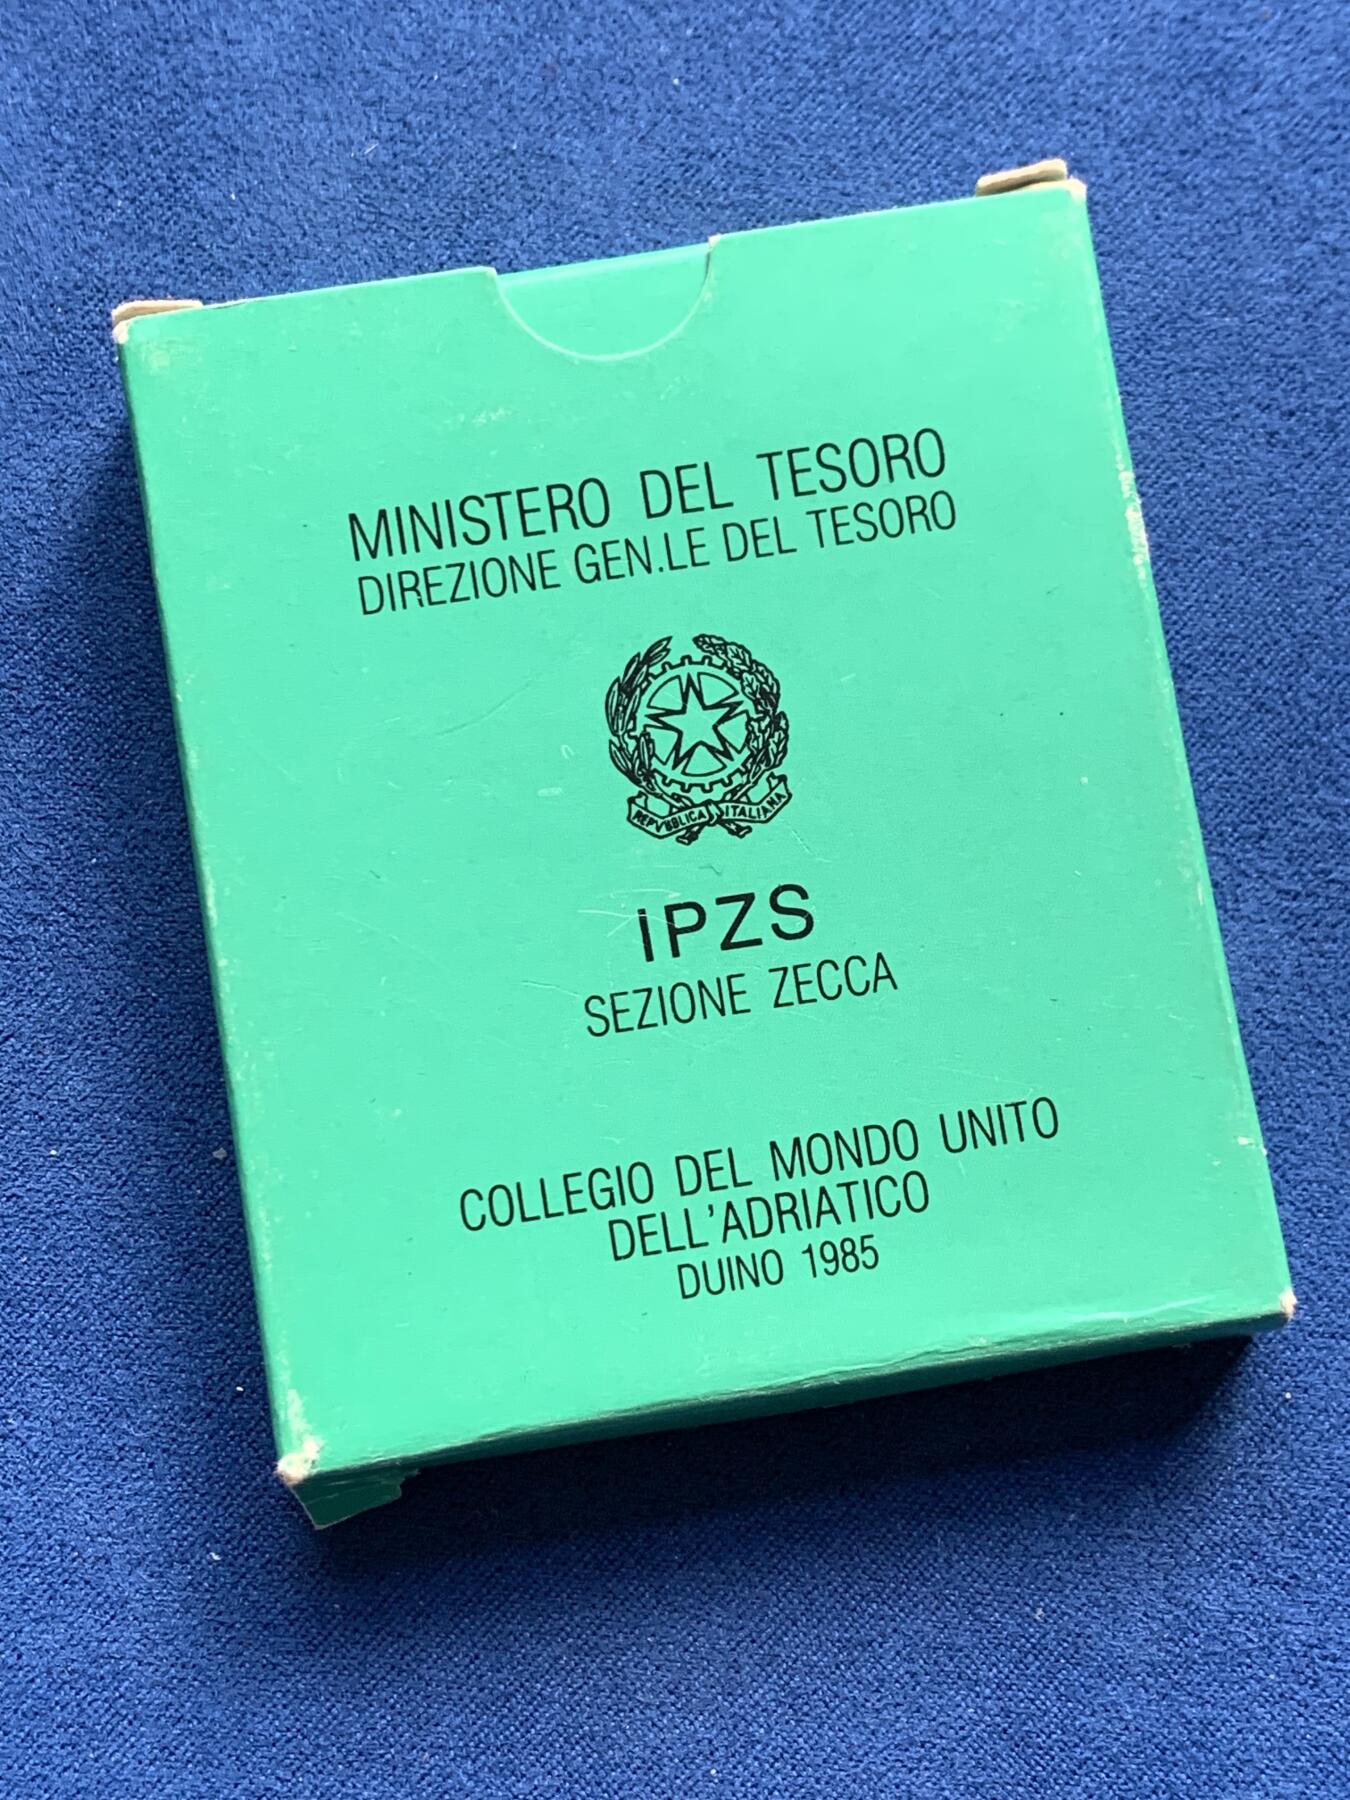 MINISTERO DEL TESORO
DIREZIONE GEN.LE DEL TESORO
REPVBBLICA ITALIANA
IPZS
SEZIONE ZECCA
COLLEGIO DEL MONDO UNITO
DELL'ADRIATICO
DUINO 1985